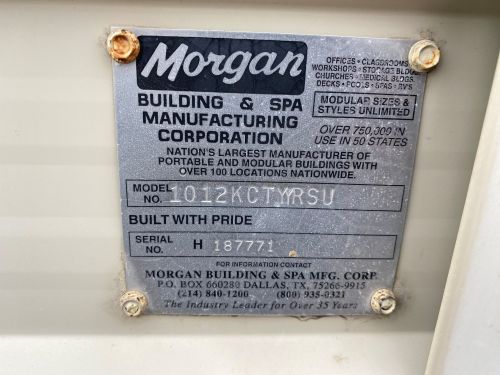 Morgan
OFFICES • CLASSROOMS
WORKSHOPS • STORAGE BLDG
CHURCHES • MEDICAL BLDGS
DECKS • POOLS • SPAS • RVS
MODULAR SIZES &
STYLES UNLIMITED
BUILDING & SPA
MANUFACTURING
CORPORATION
OVER 750,000 IN
USE IN 50 STATES
NATION'S LARGEST MANUFACTURER OF
PORTABLE AND MODULAR BUILDINGS WITH
OVER 100 LOCATIONS NATIONWIDE.
MODEL NO. 1012KCTYRSU
BUILT WITH PRIDE
SERIAL NO. H 187771
FOR INFORMATION CONTACT
MORGAN BUILDING & SPA MFG. CORP.
P.O. BOX 660280 DALLAS, TX, 75266-9915
(214) 840-1200 (800) 935-0321
The Industry Leader for Over 35 Years